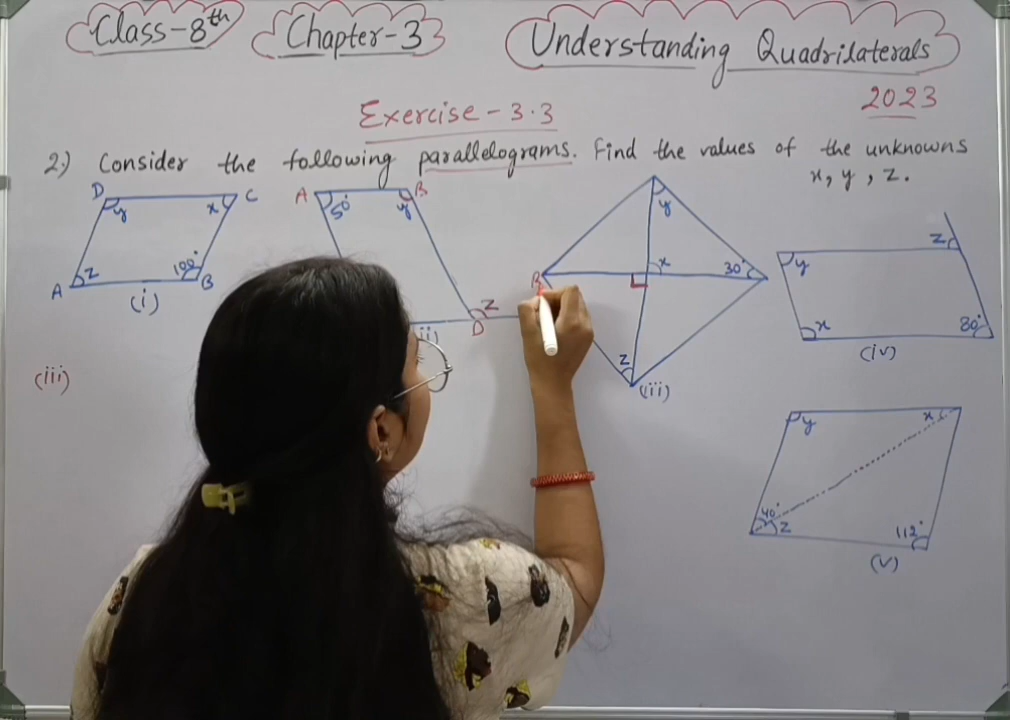 Class-8th Chapter-3 Understanding Quadrilaterals
2023
Exercise - 3.3
2.) Consider the following parallelograms. Find the values of the unknowns
x, y, z.
D C
y x
z 100°
A B
(i)
A B
50° y
z
D
(ii)
y
x 30°
B
z
(iii)
z
y
x 80°
(iv)
(iii)
y x
40° z 112°
(v)